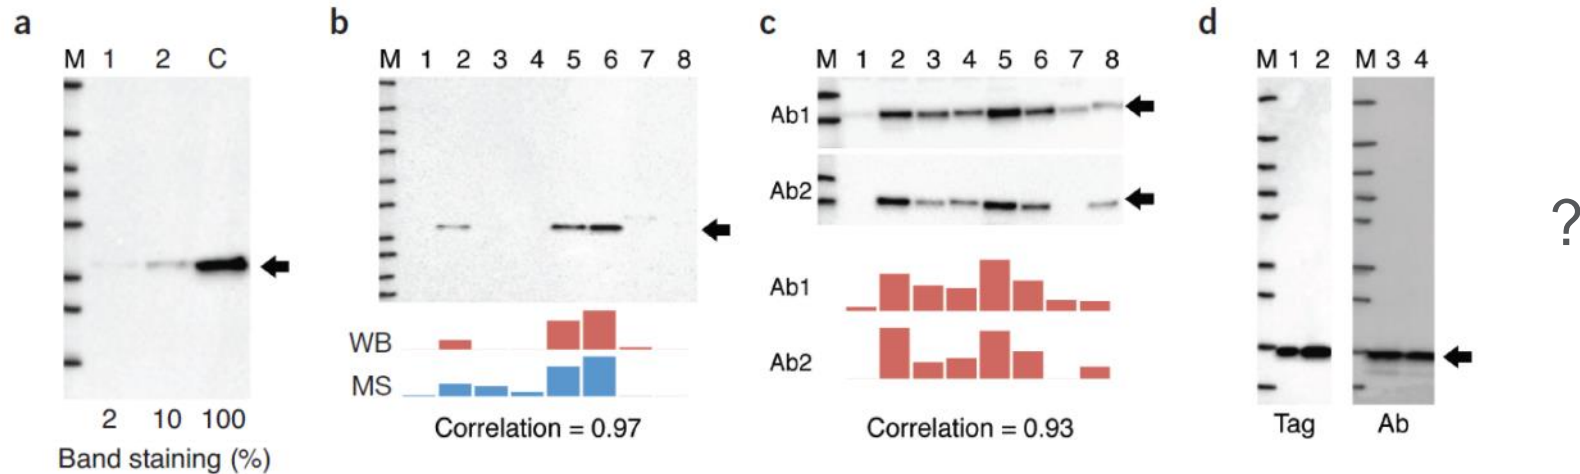 a
M 1 2 C
2 10 100
Band staining (%)
b
M 1 2 3 4 5 6 7 8
WB
MS
Correlation = 0.97
c
M 1 2 3 4 5 6 7 8
Ab1
Ab2
Ab1
Ab2
Correlation = 0.93
d
M 1 2 M 3 4
Tag Ab
?